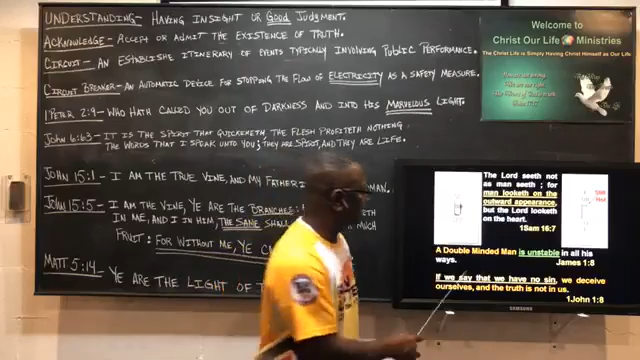 UNDERSTANDING- HAVING INSIGHT OR GOOD JUDGMENT.
ACKNOWLEDGE- ACCEPT OR ADMIT THE EXISTENCE OF TRUTH.
CIRCUIT- AN ESTABLISHE ITINERARY OF EVENTS TYPICALLY INVOLVING PUBLIC PERFORMANCE.
CIRCUIT BREAKER- AN AUTOMATIC DEVICE FOR STOPPING THE FLOW OF ELECTRICITY AS A SAFETY MEASURE.
1 PETER 2:9- WHO HATH CALLED YOU OUT OF DARKNESS AND INTO HIS MARVELOUS LIGHT.
JOHN 6:63- IT IS THE SPIRIT THAT QUICKENETH THE FLESH PROFITETH NOTHING
THE WORDS THAT I SPEAK UNTO YOU; THEY ARE SPIRIT, AND THEY ARE LIFE.
JOHN 15:1- I AM THE TRUE VINE, AND MY FATHER MAN.
JOHN 15:5- I AM THE VINE, YE ARE THE BRANCHES:
IN ME, AND I IN HIM, THE SAME MUCH
FRUIT: FOR WITHOUT ME, YE
MATT 5:14- YE ARE THE LIGHT OF
Welcome to
Christ Our Life Ministries
The Christ Life is Simply Having Christ Himself as Our Life
The Lord seeth not
as man seeth; for
man looketh on the
outward appearance,
but the Lord looketh
on the heart.
1Sam 16:7
A Double Minded Man is unstable in all his
ways.
James 1:8
If we say that we have no sin, we deceive
ourselves, and the truth is not in us.
1John 1:8
SAMSUNG